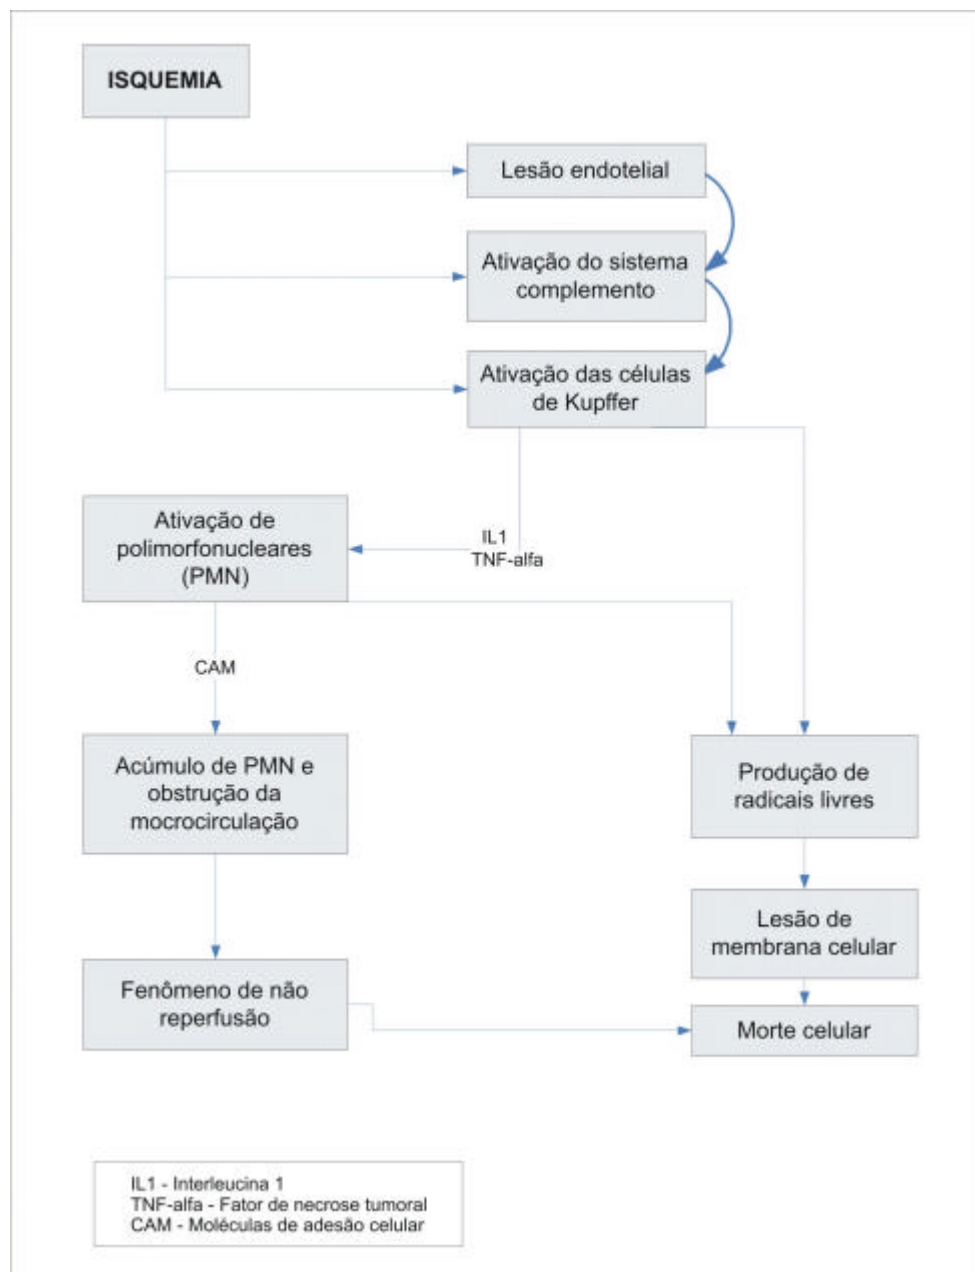 ISQUEMIA
Lesão endotelial
Ativação do sistema
complemento
Ativação das células
de Kupffer
Ativação de
polimorfonucleares
(PMN)
IL1
TNF-alfa
CAM
Acúmulo de PMN e
obstrução da
mocrocirculação
Produção de
radicais livres
Lesão de
membrana celular
Fenômeno de não
reperfusão
Morte celular
IL1 - Interleucina 1
TNF-alfa - Fator de necrose tumoral
CAM - Moléculas de adesão celular